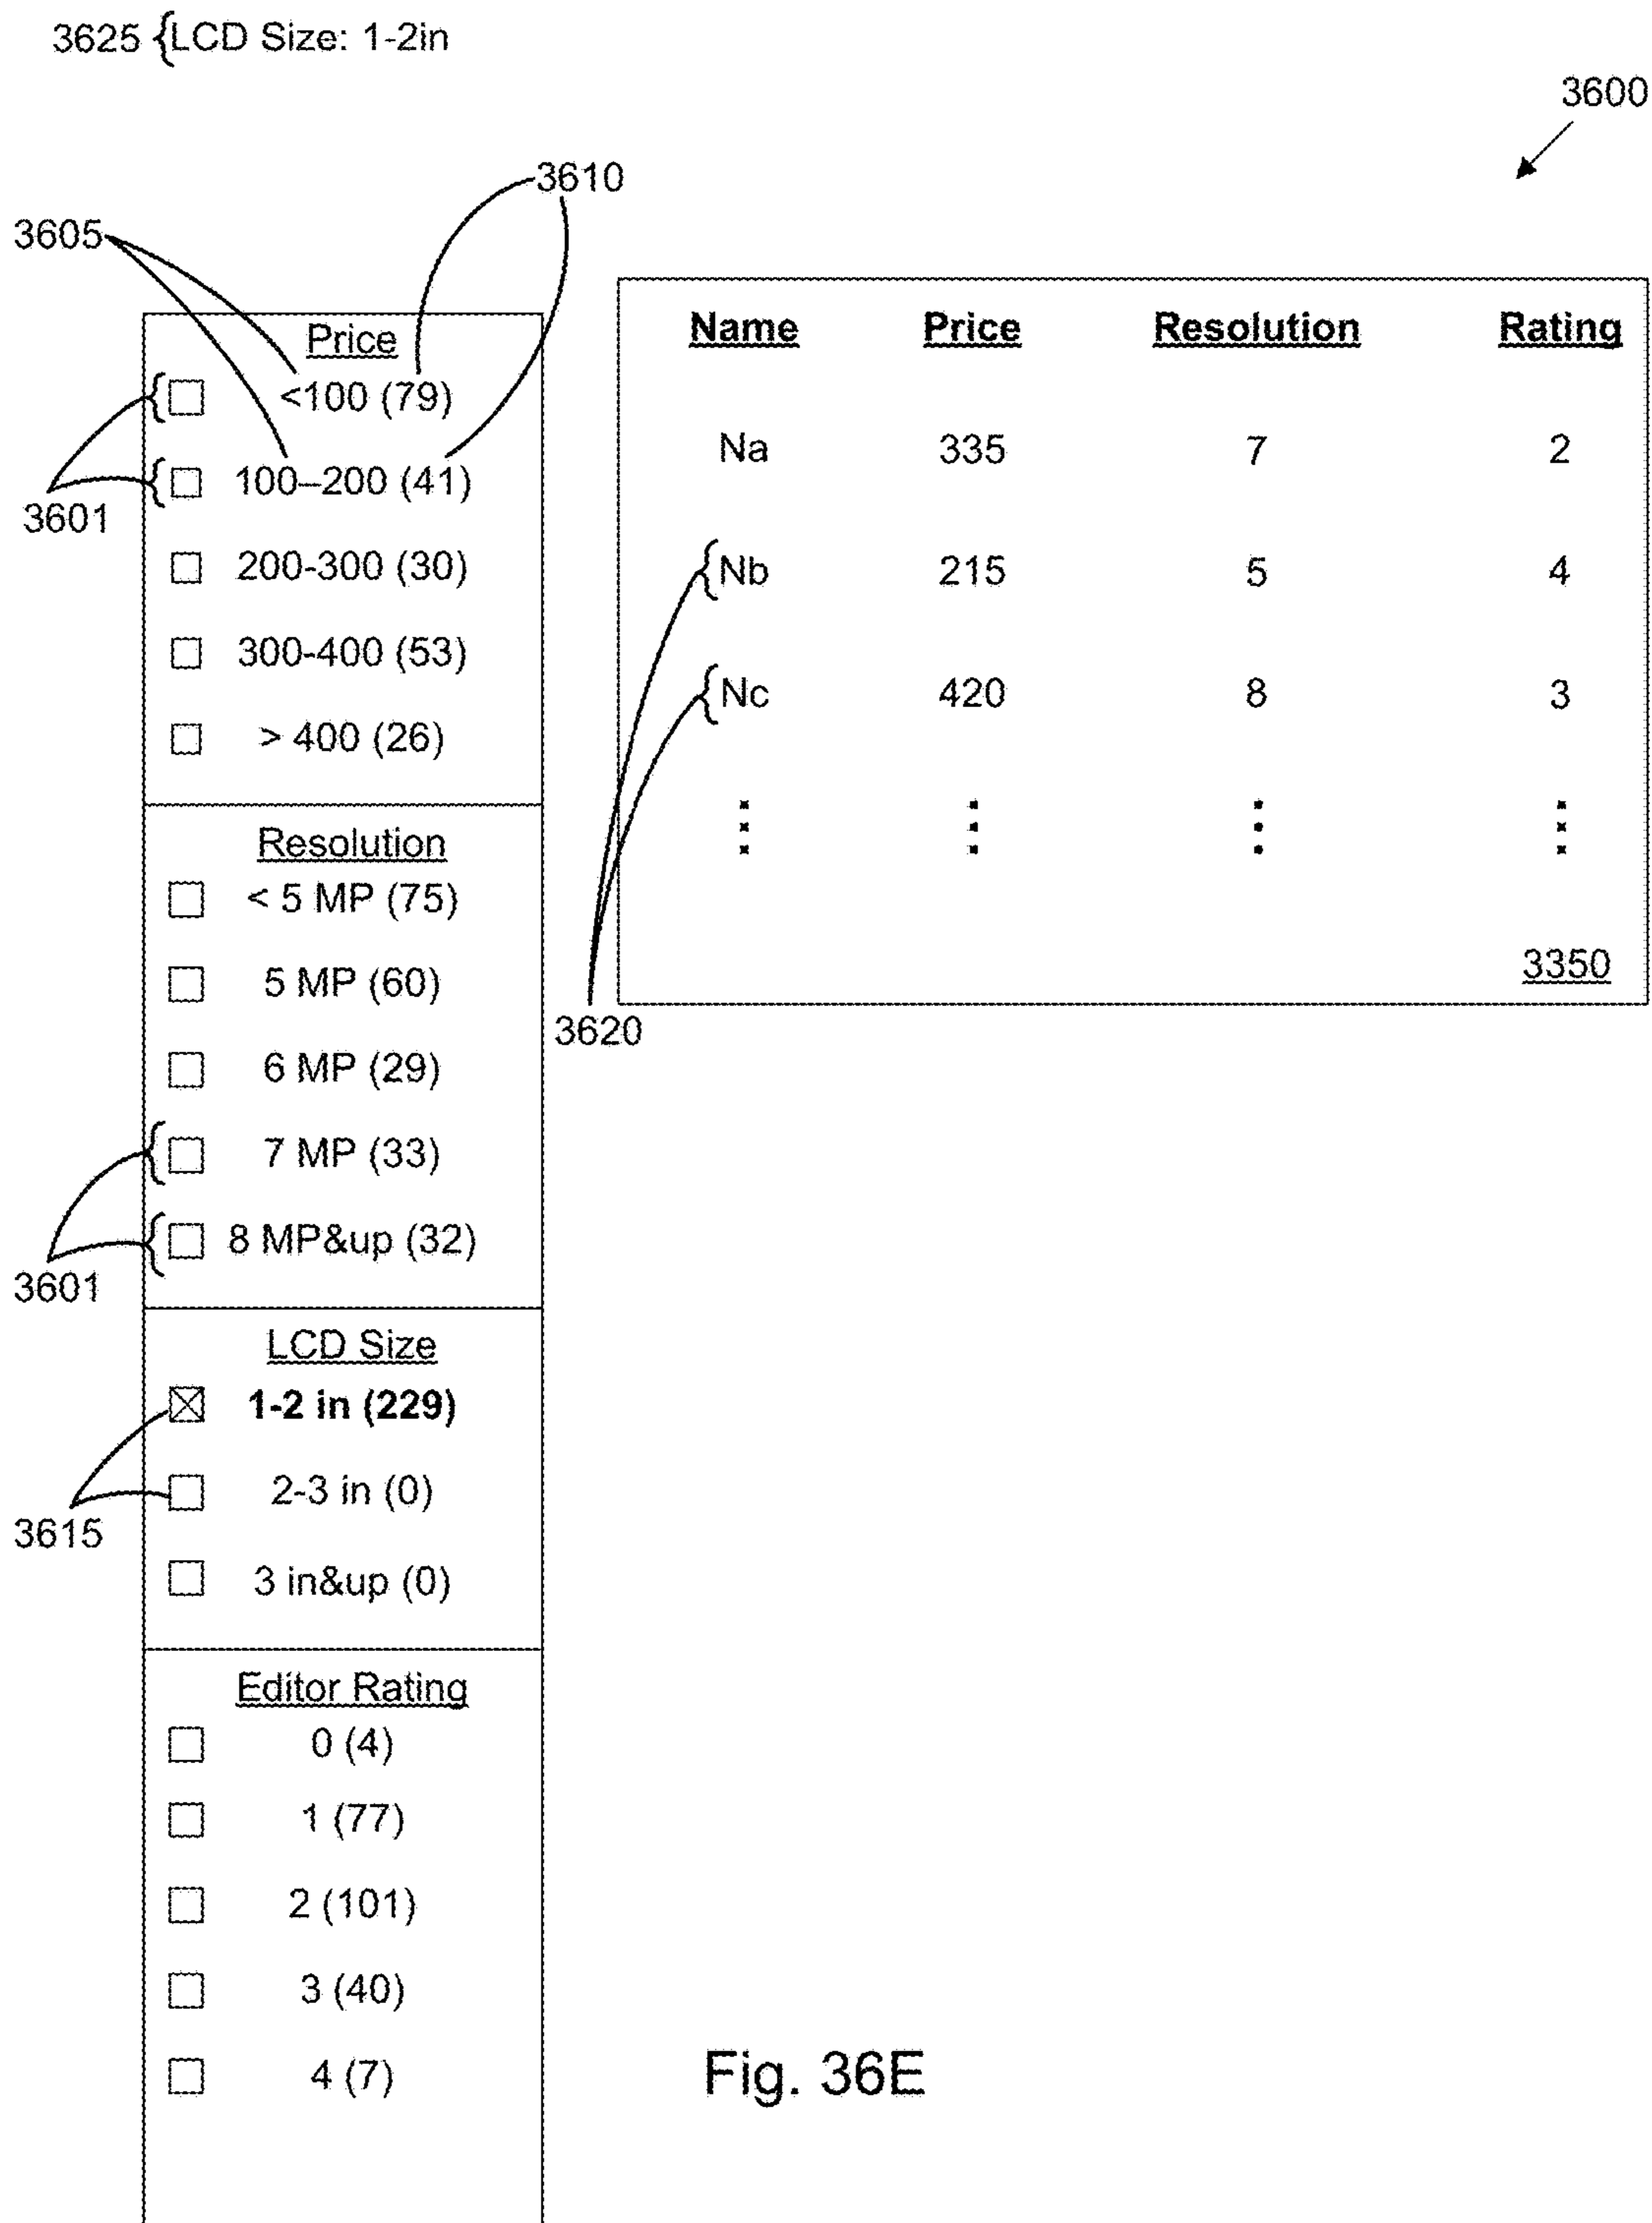 3625 {LCD Size: 1-2in
3600
3610
3605
Price
<100 (79)
100–200 (41)
3601
200-300 (30)
300-400 (53)
> 400 (26)
Resolution
< 5 MP (75)
5 MP (60)
6 MP (29)
7 MP (33)
8 MP&up (32)
3601
LCD Size
1-2 in (229)
2-3 in (0)
3615
3 in&up (0)
Editor Rating
0 (4)
1 (77)
2 (101)
3 (40)
4 (7)
Name Price Resolution Rating
Na 335 7 2
Nb 215 5 4
Nc 420 8 3
3350
3620
Fig. 36E